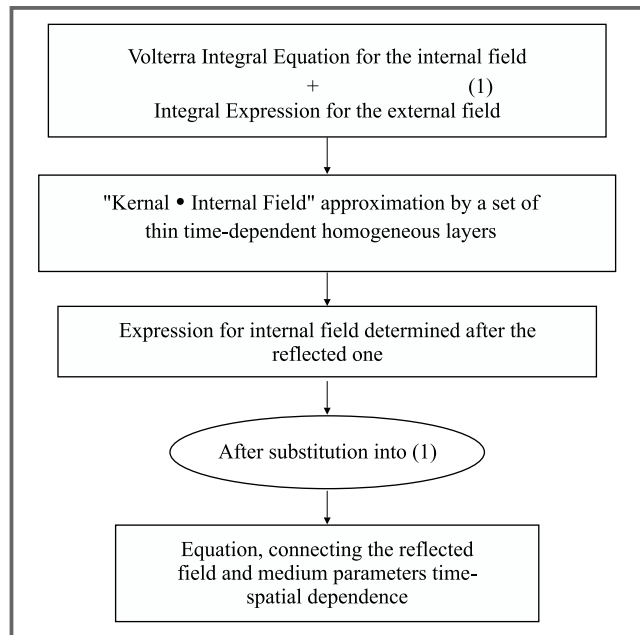 Volterra Integral Equation for the internal field
+ (1)
Integral Expression for the external field
"Kernal • Internal Field" approximation by a set of
thin time-dependent homogeneous layers
Expression for internal field determined after the
reflected one
After substitution into (1)
Equation, connecting the reflected
field and medium parameters time-
spatial dependence